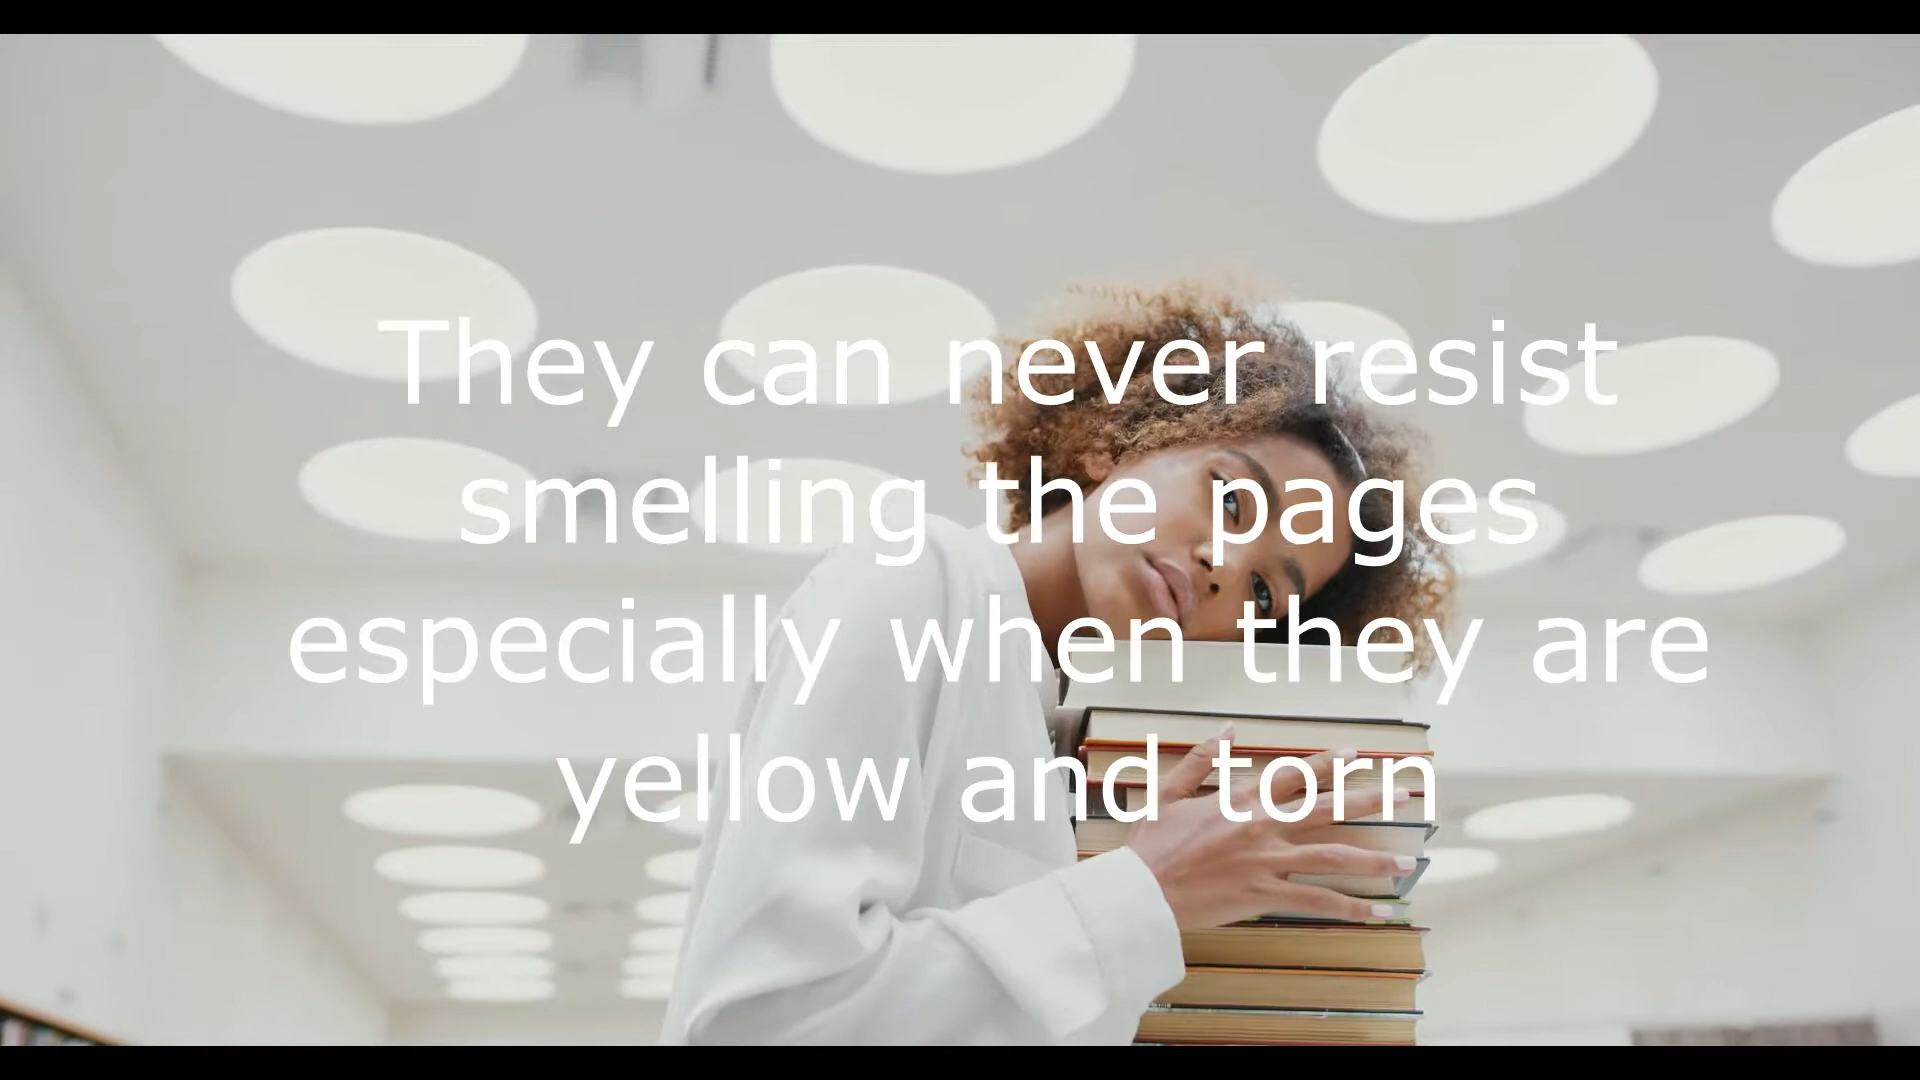 They can never resist
smelling the pages
especially when they are
yellow and torn